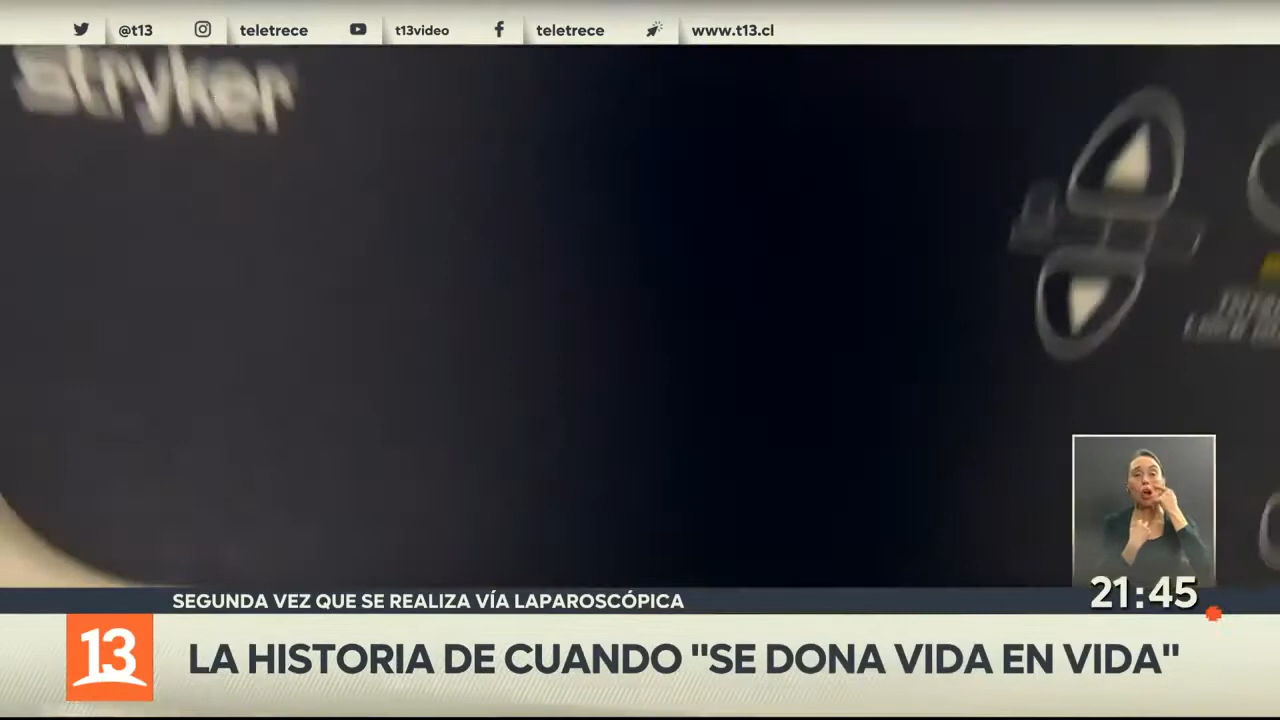 @t13 teletrece t13video teletrece www.t13.cl
stryker
SEGUNDA VEZ QUE SE REALIZA VÍA LAPAROSCÓPICA
21:45
13
LA HISTORIA DE CUANDO "SE DONA VIDA EN VIDA"